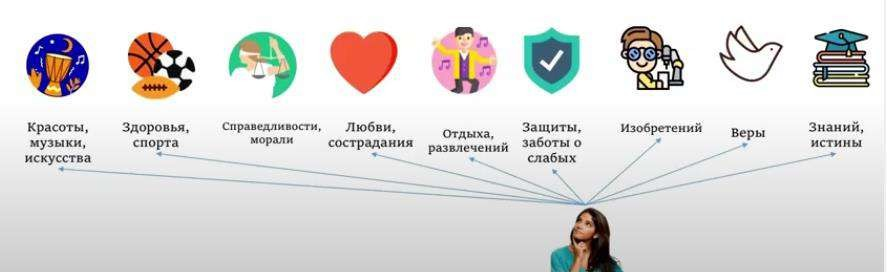 Красоты,
музыки,
искусства
Здоровья,
спорта
Справедливости,
морали
Любви,
сострадания
Отдыха,
развлечений
Защиты,
заботы о
слабых
Изобретений
Веры
Знаний,
истины